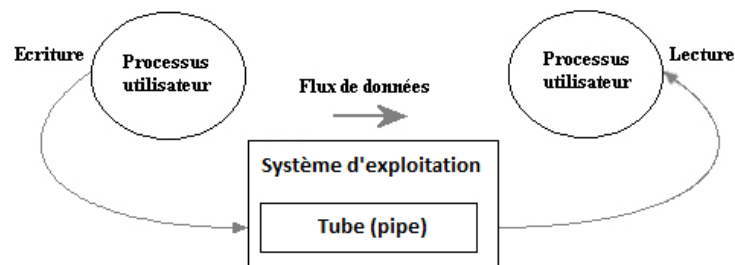 Ecriture
Processus
utilisateur
Flux de données
Processus
utilisateur
Lecture
Système d'exploitation
Tube (pipe)